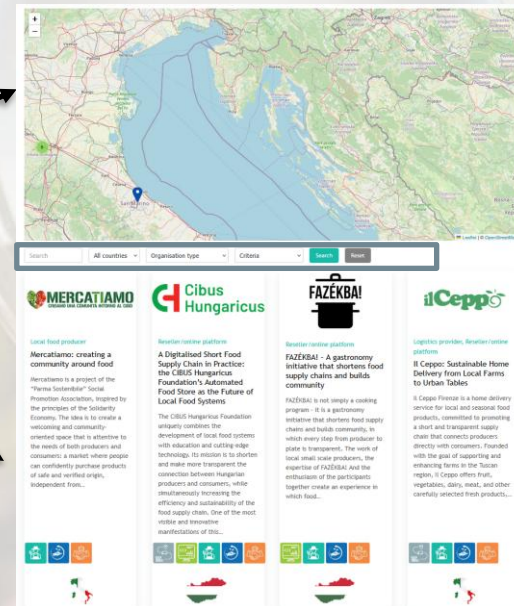 +
−
San Marino
Leaflet | © OpenStreetMap
Search
All countries
Organisation type
Criteria
Search
Reset
MERCATIAMO
CREIAMO UNA COMUNITÀ INTORNO AL CIBO
Local food producer
Mercatiamo: creating a
community around food
Mercatiamo is a project of the
"Parma Sostenibile" Social
Promotion Association, inspired by
the principles of the Solidarity
Economy. The idea is to create a
welcoming and community-
oriented space that is attentive to
the needs of both producers and
consumers: a market where people
can confidently purchase products
of safe and verified origin,
independent from…
Cibus
Hungaricus
Reseller/online platform
A Digitalised Short Food
Supply Chain in Practice:
the CIBUS Hungaricus
Foundation's Automated
Food Store as the Future of
Local Food Systems
The CIBUS Hungaricus Foundation
uniquely combines the
development of local food systems
with education and cutting-edge
technology. Its mission is to shorten
and make more transparent the
connection between Hungarian
producers and consumers, while
simultaneously increasing the
efficiency and sustainability of the
food supply chain. One of the most
visible and innovative
manifestations of this…
FAZÉKBA!
Reseller/online platform
FAZÉKBA! - A gastronomy
initiative that shortens food
supply chains and builds
community
FAZÉKBA! is not simply a cooking
program - it is a gastronomy
initiative that shortens food supply
chains and builds community, in
which every step from producer to
plate is transparent. The work of
local small scale producers, the
expertise of FAZÉKBA! And the
enthusiasm of the participants
together create an experience in
which food…
il Ceppo
Logistics provider, Reseller/online
platform
Il Ceppo: Sustainable Home
Delivery from Local Farms
to Urban Tables
Il Ceppo Firenze is a home delivery
service for local and seasonal food
products, committed to promoting
a short and transparent supply
chain that connects producers
directly with consumers. Founded
with the goal of supporting and
enhancing farms in the Tuscan
region, Il Ceppo offers fruit,
vegetables, dairy, meat, and other
carefully selected fresh products,…